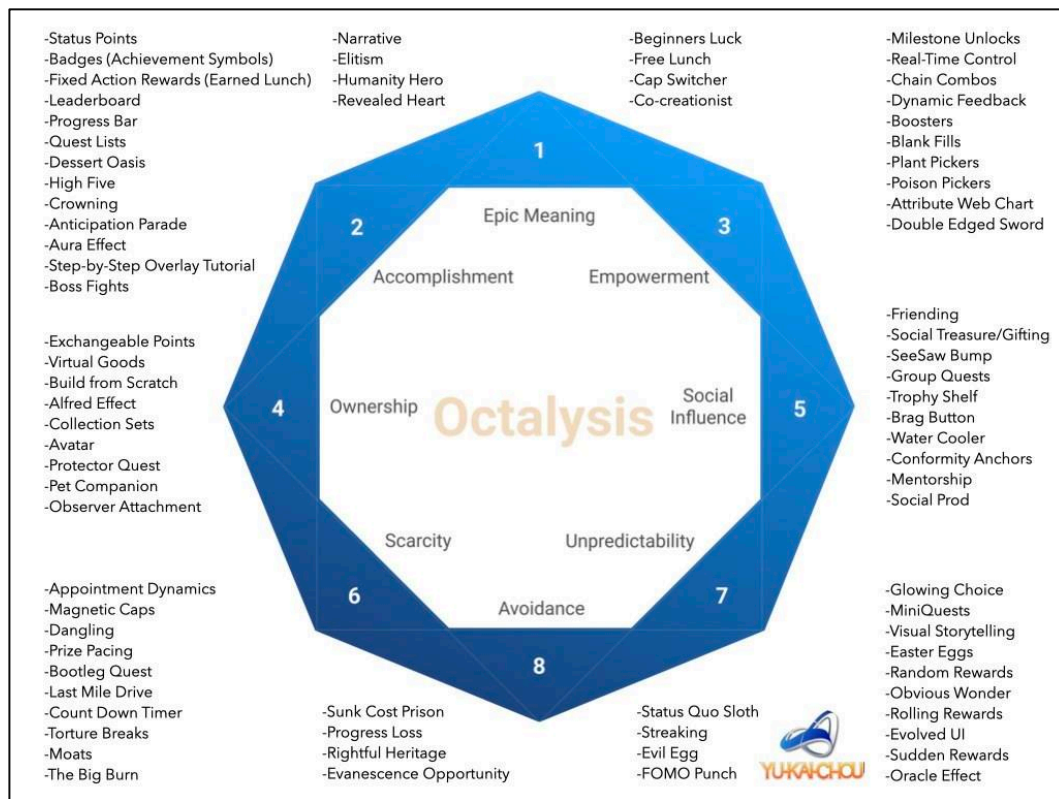 -Status Points
-Badges (Achievement Symbols)
-Fixed Action Rewards (Earned Lunch)
-Leaderboard
-Progress Bar
-Quest Lists
-Dessert Oasis
-High Five
-Crowning
-Anticipation Parade
-Aura Effect
-Step-by-Step Overlay Tutorial
-Boss Fights
-Narrative
-Elitism
-Humanity Hero
-Revealed Heart
-Beginners Luck
-Free Lunch
-Cap Switcher
-Co-creationist
-Milestone Unlocks
-Real-Time Control
-Chain Combos
-Dynamic Feedback
-Boosters
-Blank Fills
-Plant Pickers
-Poison Pickers
-Attribute Web Chart
-Double Edged Sword
1
Epic Meaning
2
Accomplishment
3
Empowerment
-Exchangeable Points
-Virtual Goods
-Build from Scratch
-Alfred Effect
-Collection Sets
-Avatar
-Protector Quest
-Pet Companion
-Observer Attachment
4
Ownership
Octalysis
Social
Influence
5
-Friending
-Social Treasure/Gifting
-SeeSaw Bump
-Group Quests
-Trophy Shelf
-Brag Button
-Water Cooler
-Conformity Anchors
-Mentorship
-Social Prod
Scarcity
6
Unpredictability
7
Avoidance
8
-Appointment Dynamics
-Magnetic Caps
-Dangling
-Prize Pacing
-Bootleg Quest
-Last Mile Drive
-Count Down Timer
-Torture Breaks
-Moats
-The Big Burn
-Sunk Cost Prison
-Progress Loss
-Rightful Heritage
-Evanescence Opportunity
-Status Quo Sloth
-Streaking
-Evil Egg
-FOMO Punch
YU-KAI-CHOU
-Glowing Choice
-MiniQuests
-Visual Storytelling
-Easter Eggs
-Random Rewards
-Obvious Wonder
-Rolling Rewards
-Evolved UI
-Sudden Rewards
-Oracle Effect